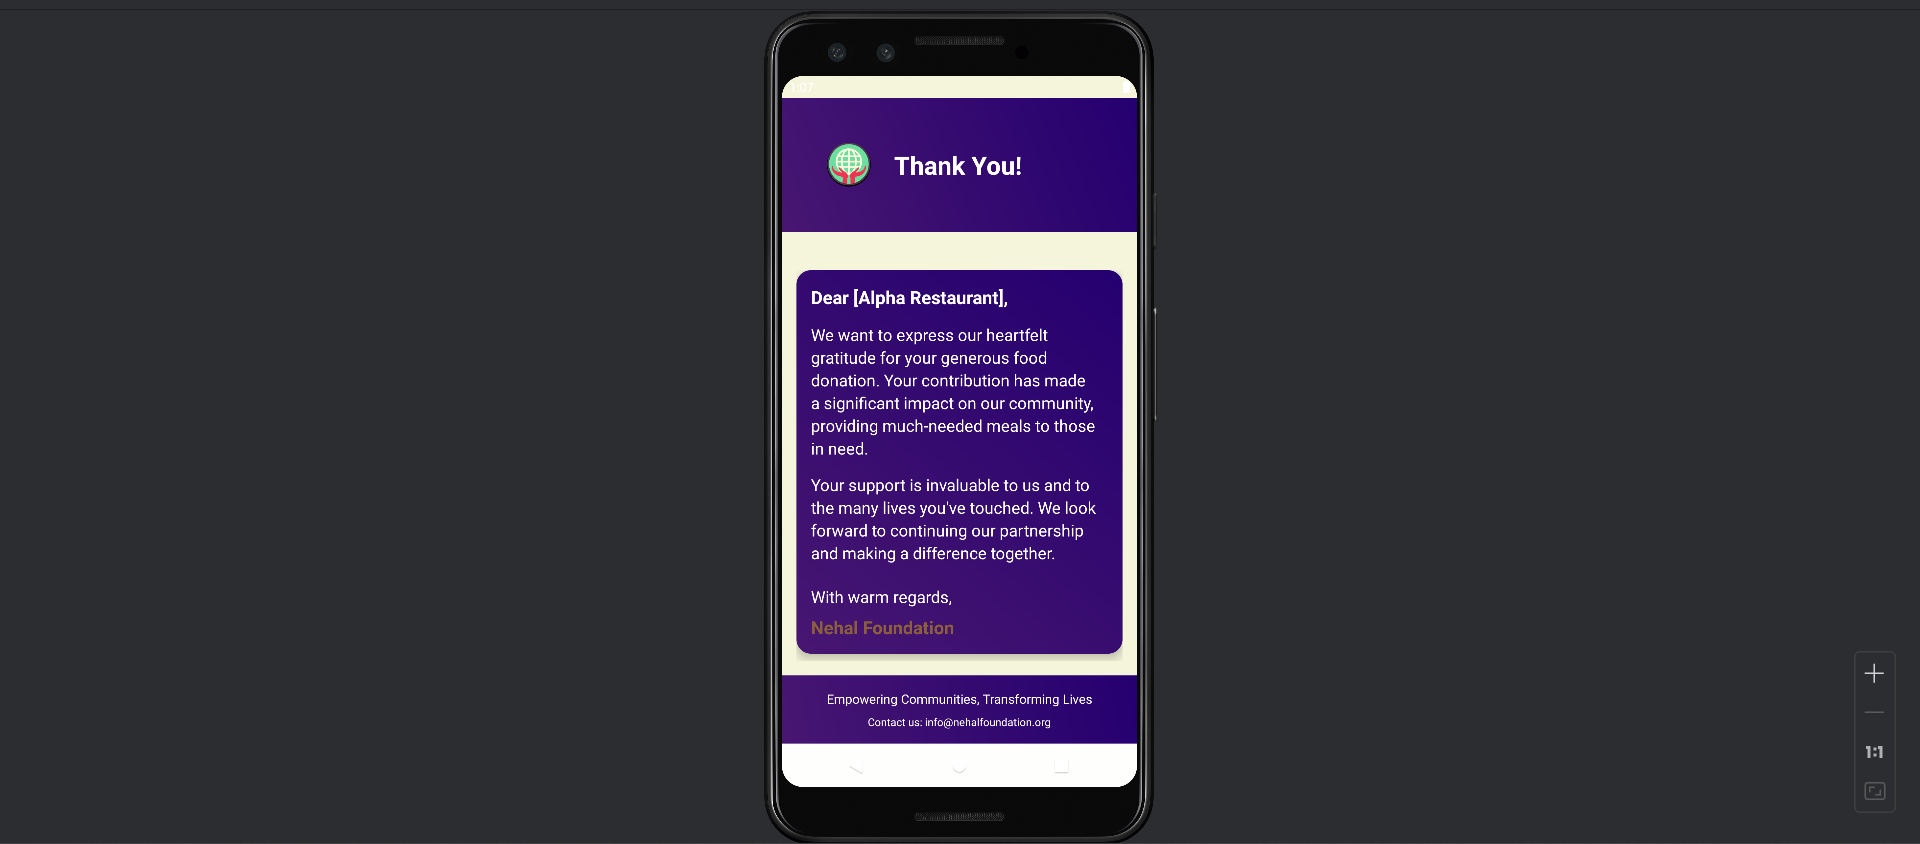 1:07
Thank You!
Dear [Alpha Restaurant],
We want to express our heartfelt
gratitude for your generous food
donation. Your contribution has made
a significant impact on our community,
providing much-needed meals to those
in need.
Your support is invaluable to us and to
the many lives you've touched. We look
forward to continuing our partnership
and making a difference together.
With warm regards,
Nehal Foundation
Empowering Communities, Transforming Lives
Contact us: info@nehalfoundation.org
1:1